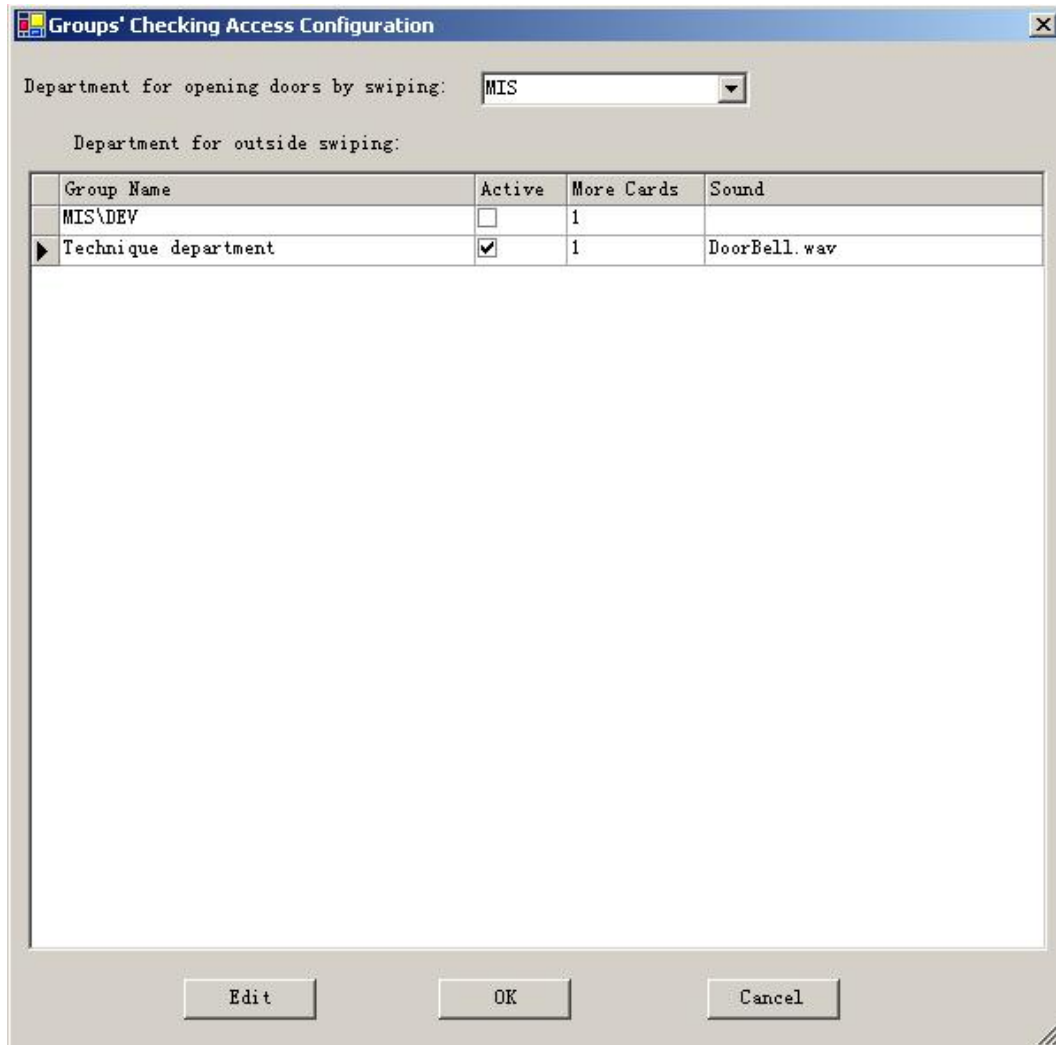 Groups' Checking Access Configuration
Department for opening doors by swiping: MIS
Department for outside swiping:
Group Name Active More Cards Sound
MIS\DEV 1
Technique department 1 DoorBell.wav
Edit OK Cancel